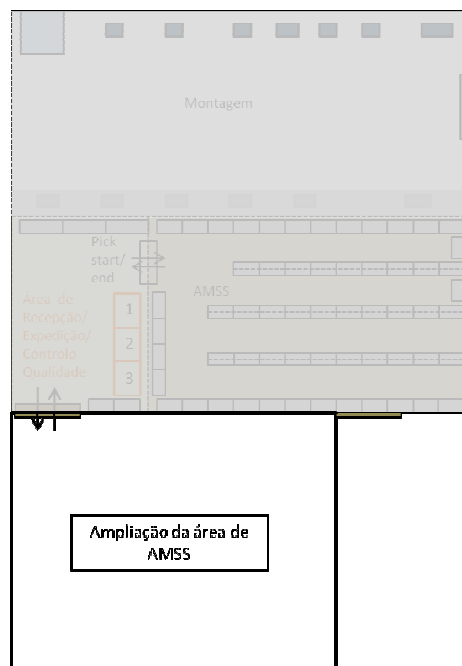 Montagem
Pick
start/
end
AMSS
Área de
Recepção/
Expedição/
Controlo
Qualidade
1
2
3
Ampliação da área de
AMSS